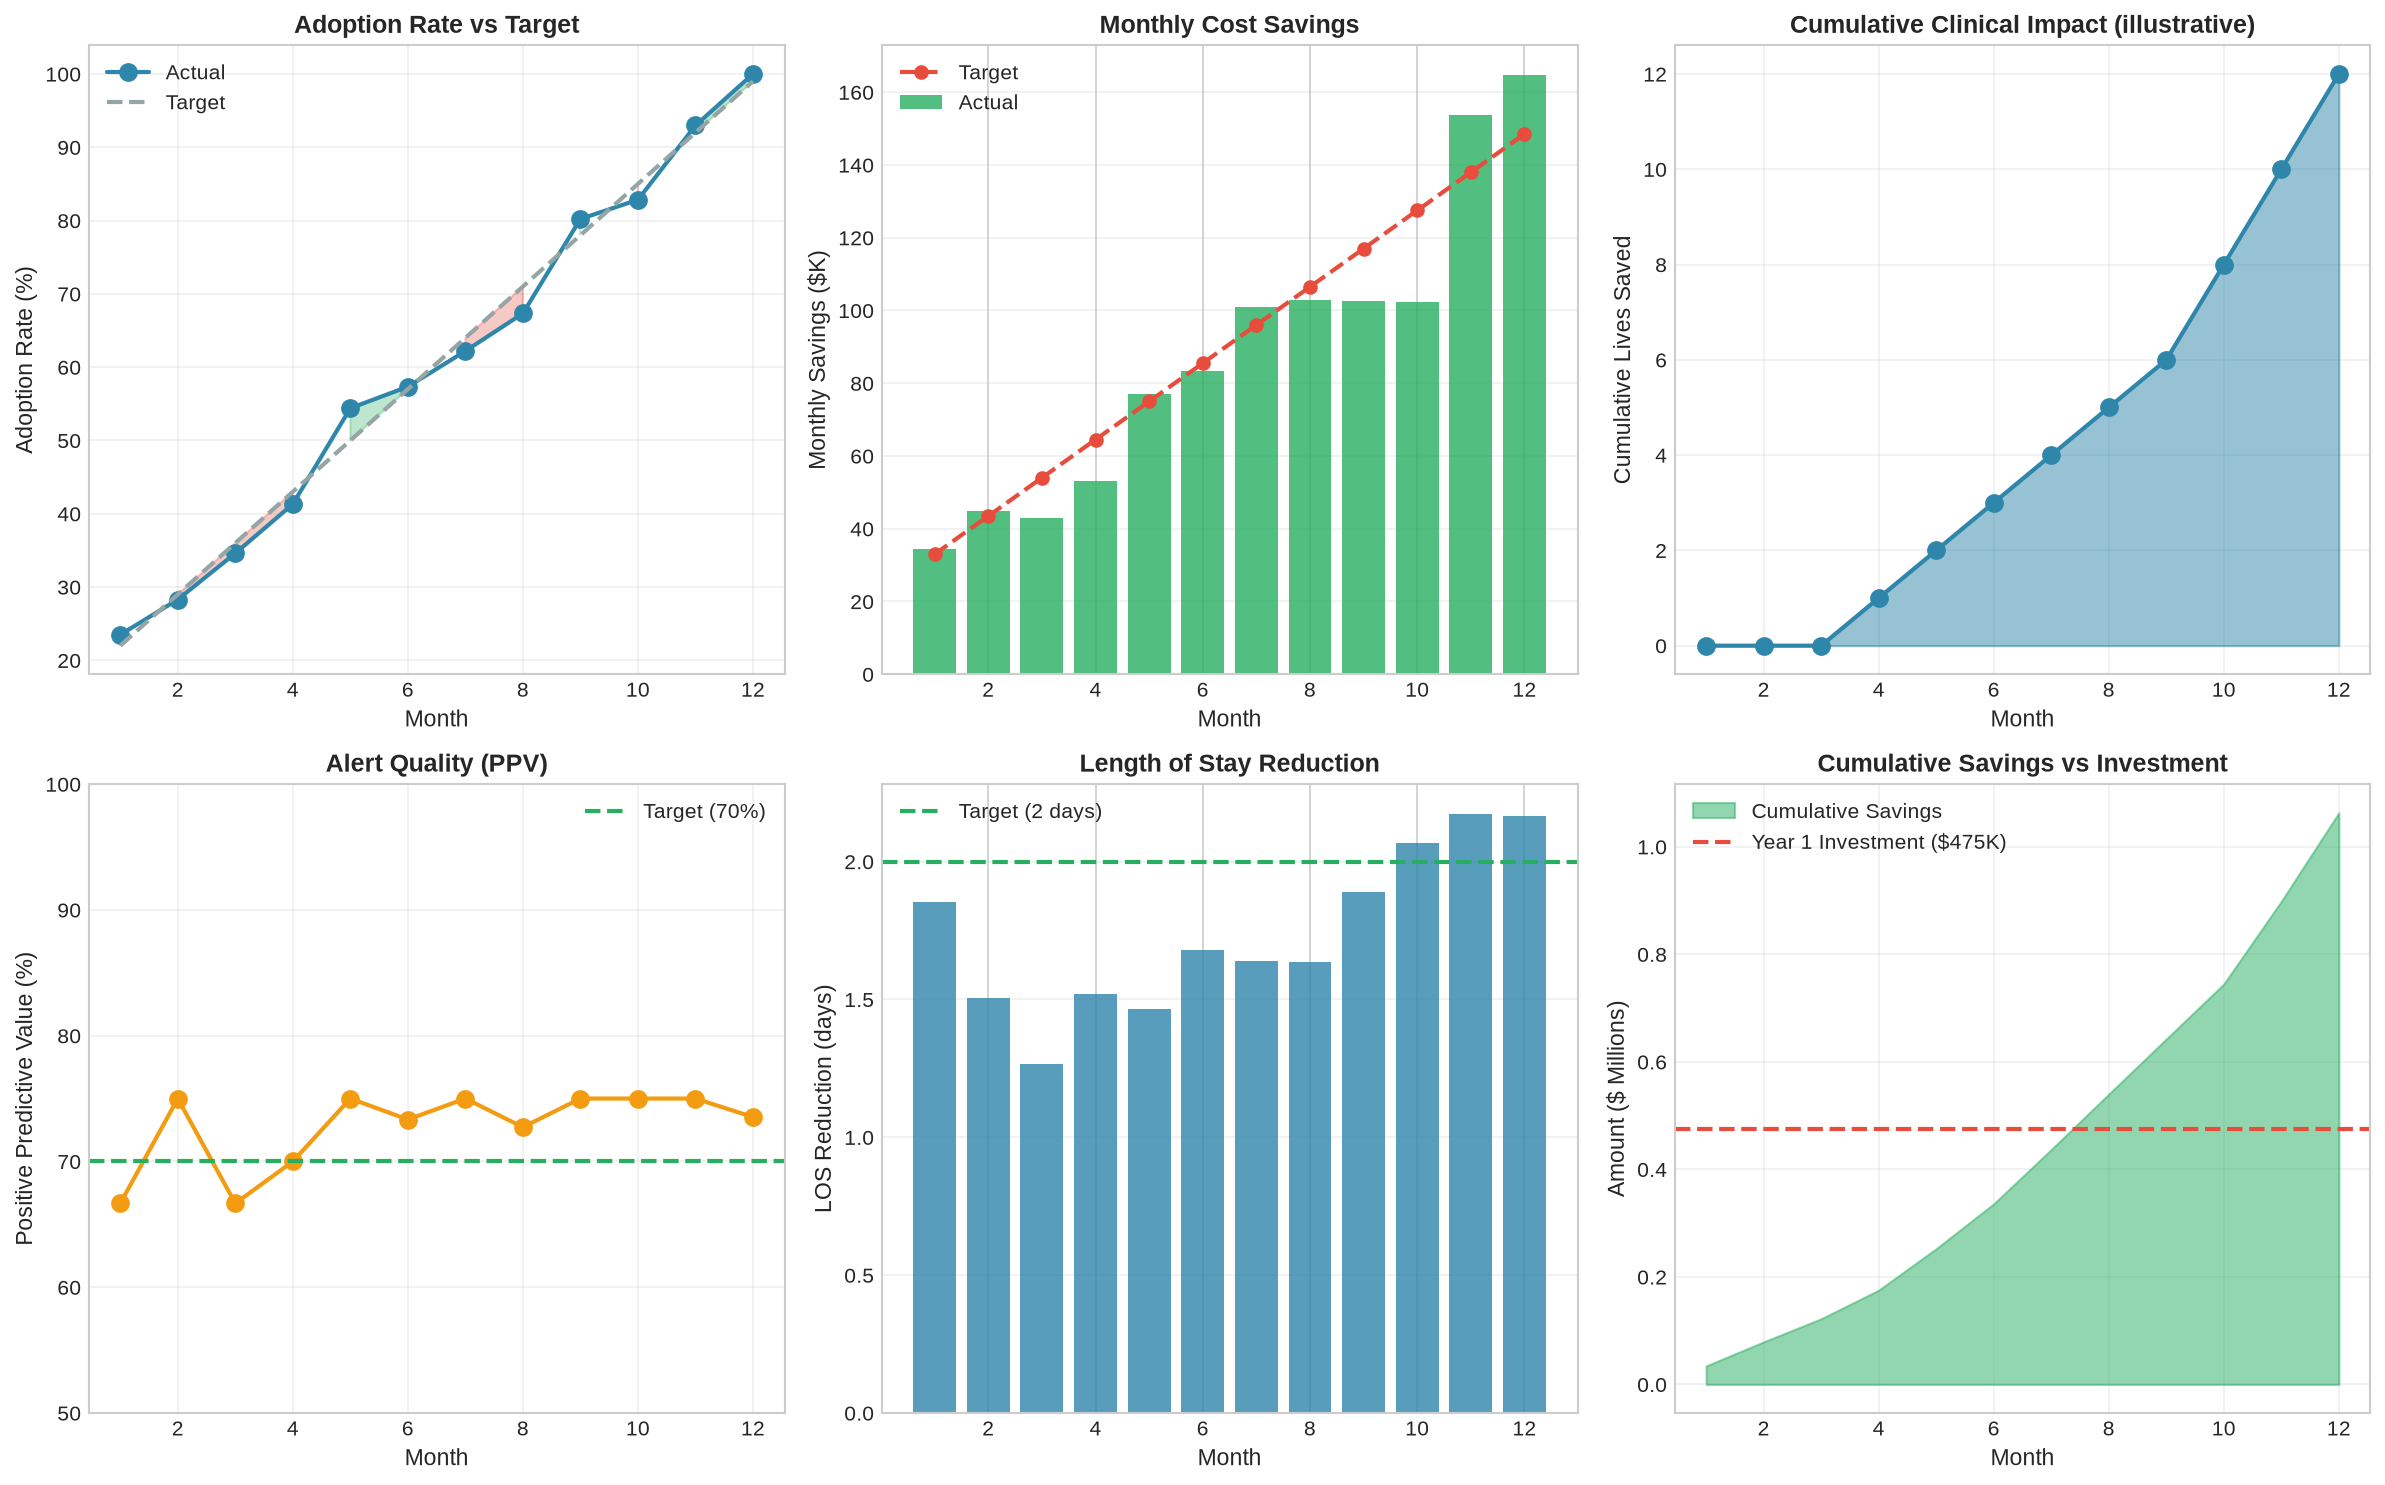 Adoption Rate vs Target
Actual
Target
100
90
80
70
60
50
40
30
20
2 4 6 8 10 12
Month
Adoption Rate (%)
Monthly Cost Savings
Target
Actual
160
140
120
100
80
60
40
20
0
2 4 6 8 10 12
Month
Monthly Savings ($K)
Cumulative Clinical Impact (illustrative)
12
10
8
6
4
2
0
2 4 6 8 10 12
Month
Cumulative Lives Saved
Alert Quality (PPV)
Target (70%)
100
90
80
70
60
50
2 4 6 8 10 12
Month
Positive Predictive Value (%)
Length of Stay Reduction
Target (2 days)
2.0
1.5
1.0
0.5
0.0
2 4 6 8 10 12
Month
LOS Reduction (days)
Cumulative Savings vs Investment
Cumulative Savings
Year 1 Investment ($475K)
1.0
0.8
0.6
0.4
0.2
0.0
2 4 6 8 10 12
Month
Amount ($ Millions)